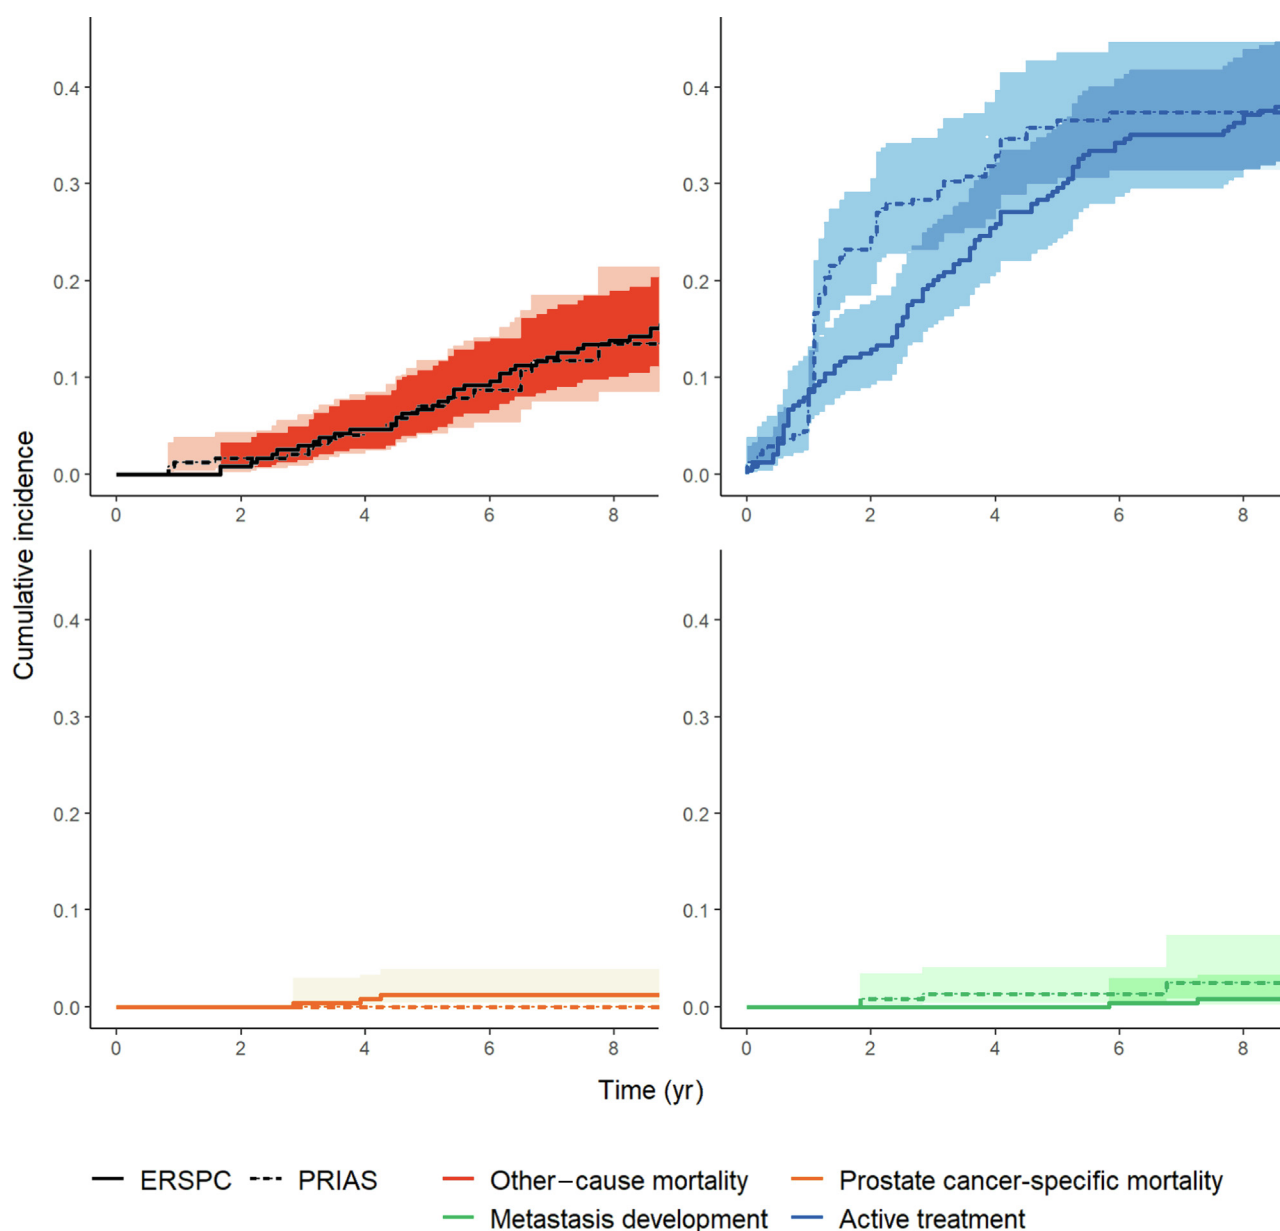 0.4
0.3
0.2
0.1
0.0
0 2 4 6 8
0.4
0.3
0.2
0.1
0.0
0 2 4 6 8
Cumulative incidence
0.4
0.3
0.2
0.1
0.0
0 2 4 6 8
0.4
0.3
0.2
0.1
0.0
0 2 4 6 8
Time (yr)
ERSPC PRIAS Other−cause mortality Prostate cancer-specific mortality
Metastasis development Active treatment